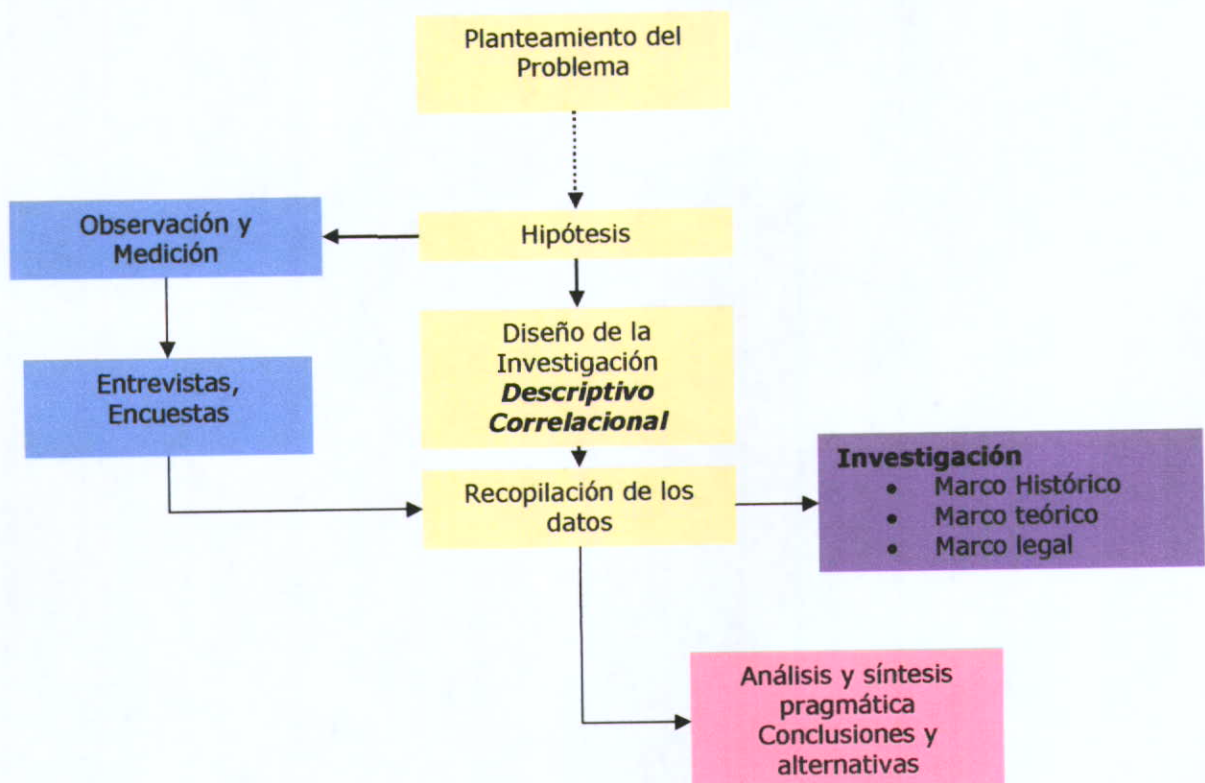 Planteamiento del
Problema
Observación y
Medición
Hipótesis
Entrevistas,
Encuestas
Diseño de la
Investigación
Descriptivo
Correlacional
Recopilación de los
datos
Investigación
• Marco Histórico
• Marco teórico
• Marco legal
Análisis y síntesis
pragmática
Conclusiones y
alternativas